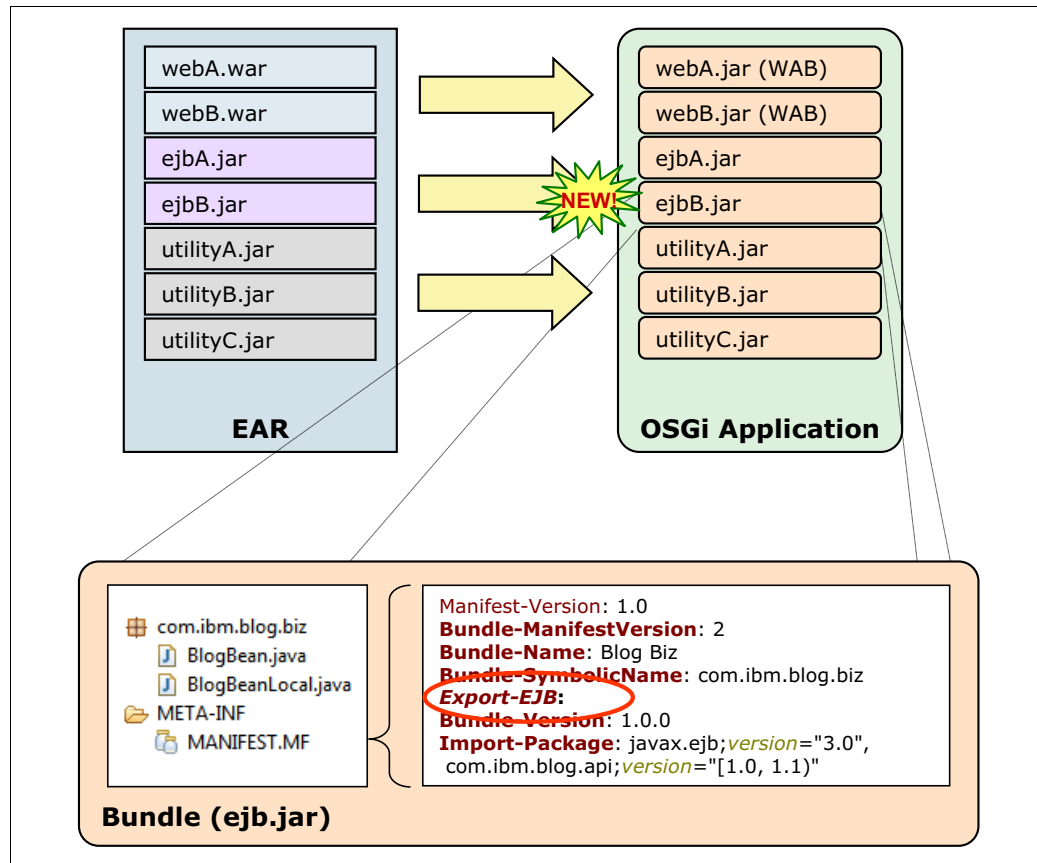 webA.war
webB.war
ejbA.jar
ejbB.jar
utilityA.jar
utilityB.jar
utilityC.jar
EAR
NEW!
webA.jar (WAB)
webB.jar (WAB)
ejbA.jar
ejbB.jar
utilityA.jar
utilityB.jar
utilityC.jar
OSGi Application
com.ibm.blog.biz
BlogBean.java
BlogBeanLocal.java
META-INF
MANIFEST.MF
Manifest-Version: 1.0
Bundle-ManifestVersion: 2
Bundle-Name: Blog Biz
Bundle-SymbolicName: com.ibm.blog.biz
Export-EJB:
Bundle-Version: 1.0.0
Import-Package: javax.ejb;version="3.0",
com.ibm.blog.api;version="[1.0, 1.1)"
Bundle (ejb.jar)